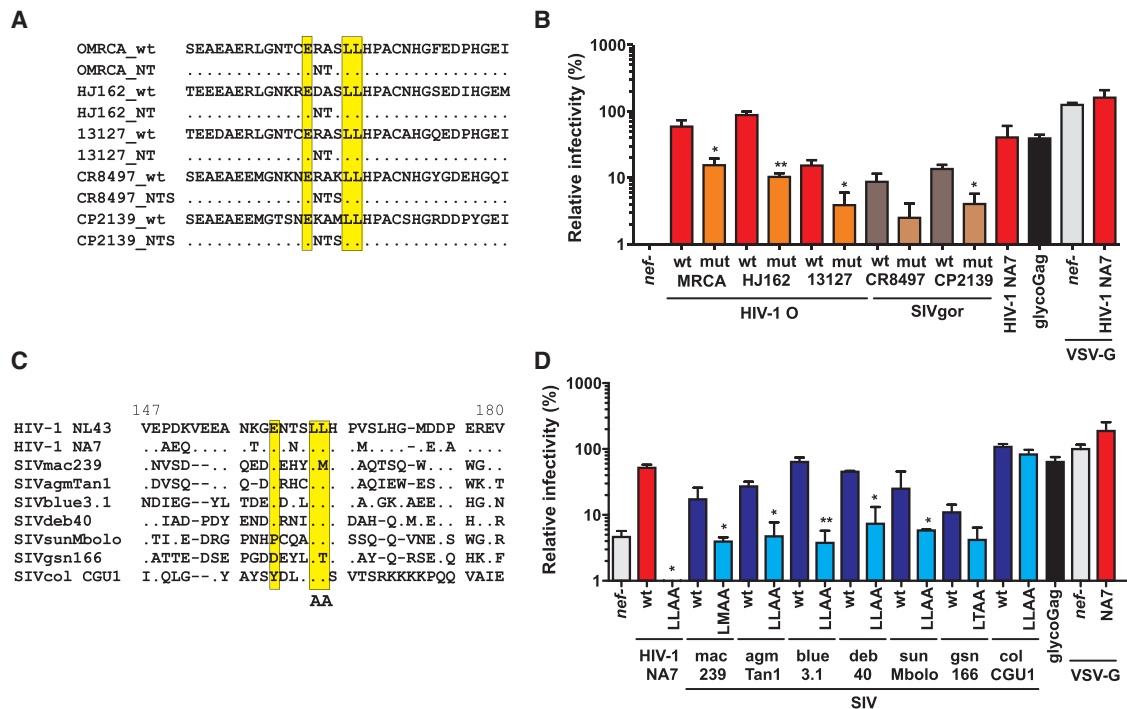 A
OMRCA_wt SEAEAERLGNTCERASLLHPACNHGFEDPHGEI
OMRCA_NT .............NT..................
HJ162_wt TEEEAERLGNKREDASLLHPACNHGSEDIHGEM
HJ162_NT .............NT..................
13127_wt TEEDAERLGNTCERASLLHPACAHGQEDPHGEI
13127_NT .............NT..................
CR8497_wt SEAEAEEMGNKNERAKLLHPACNHGYGDEHGQI
CR8497_NTS .............NTS.................
CP2139_wt SEAEAEEMGTSNEKAMLLHPACSHGRDDPYGEI
CP2139_NTS .............NTS.................
B
Relative infectivity (%)
1000
100
10
1
* ** * *
nef- wt mut wt mut wt mut wt mut wt mut HIV-1 NA7 glycoGag nef- HIV-1 NA7
MRCA HJ162 13127 CR8497 CP2139
HIV-1 O SIVgor VSV-G
C
147 180
HIV-1 NL43 VEPDKVEEA NKGENTSLLH PVSLHG-MDDP EREV
HIV-1 NA7 ..AEQ.... .T..N..... .M....-.E.A ....
SIVmac239 .NVSD--.. .QED.EHY.M. .AQTSQ-W... WG..
SIVagmTan1 .DVSQ--.. .Q-D.RHC... .AQIEW-ES.. WK.T
SIVblue3.1 NDIEG--YL TDE.D.L... .A.GK.AEE. HG.N
SIVdeb40 ..IAD-PDY END.RNI... DAH-Q.M.E. H..R
SIVsunMbolo .TI.E-DRG PNHPCQA... SSQ-Q-VNE.S WG.R
SIVgsn166 .ATTE-DSE PGDDEYL.T. .AY-Q-RSE.Q HK.F
SIVcol CGU1 I.QLG--.Y AYSYDL...S VTSRKKKKPQQ VAIE
AA
D
Relative infectivity (%)
1000
100
10
1
* * * ** * *
nef- wt LLAA wt LMAA wt LLAA wt LLAA wt LLAA wt LLAA wt LTAA wt LLAA glycoGag nef- NA7
HIV-1 mac agm blue deb sun gsn col
NA7 239 Tan1 3.1 40 Mbolo 166 CGU1 VSV-G
SIV